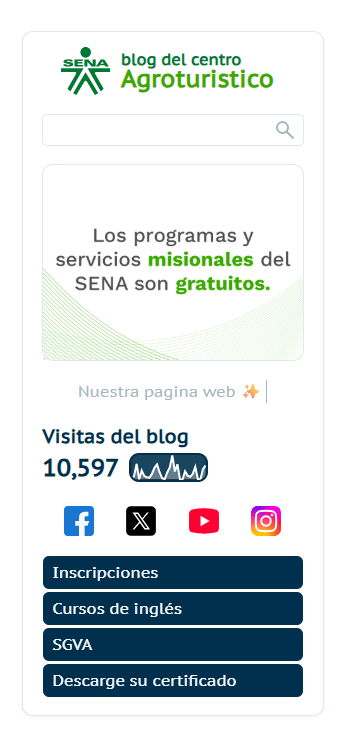 SENA
blog del centro
Agroturistico
Los programas y
servicios misionales del
SENA son gratuitos.
Nuestra pagina web ✨
Visitas del blog
10,597
Inscripciones
Cursos de inglés
SGVA
Descarge su certificado